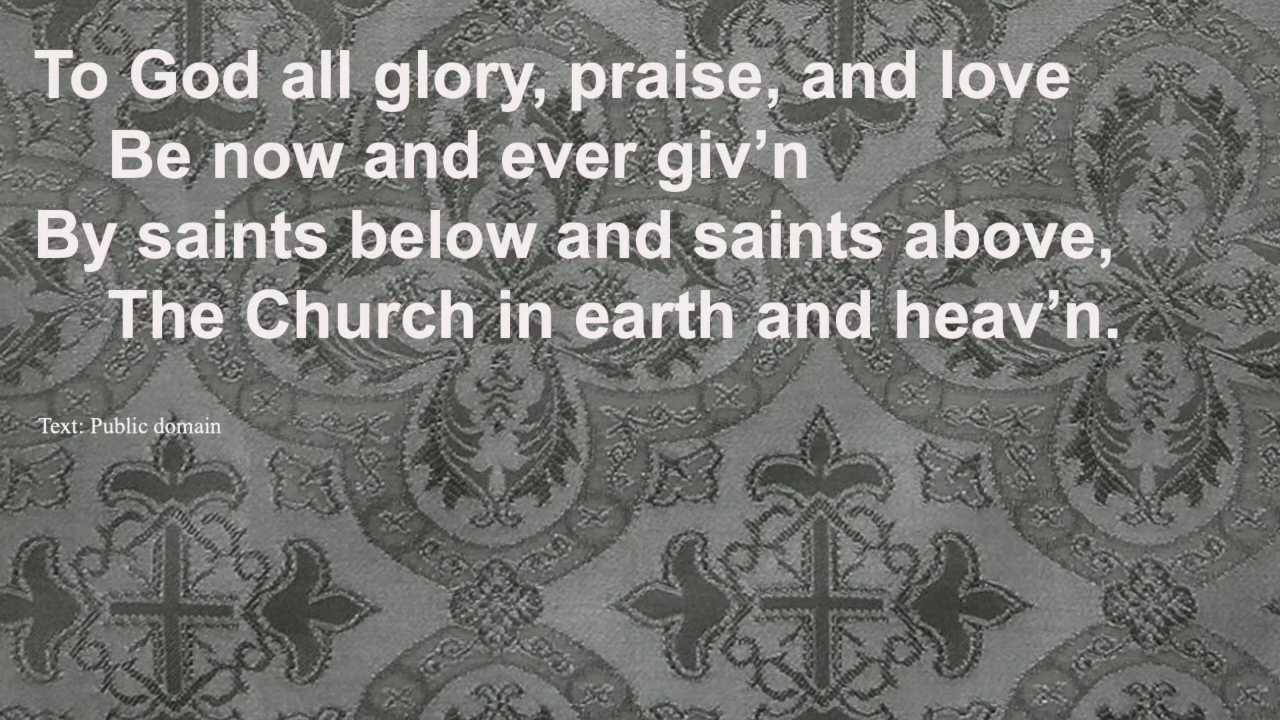 To God all glory, praise, and love
Be now and ever giv’n
By saints below and saints above,
The Church in earth and heav’n.
Text: Public domain